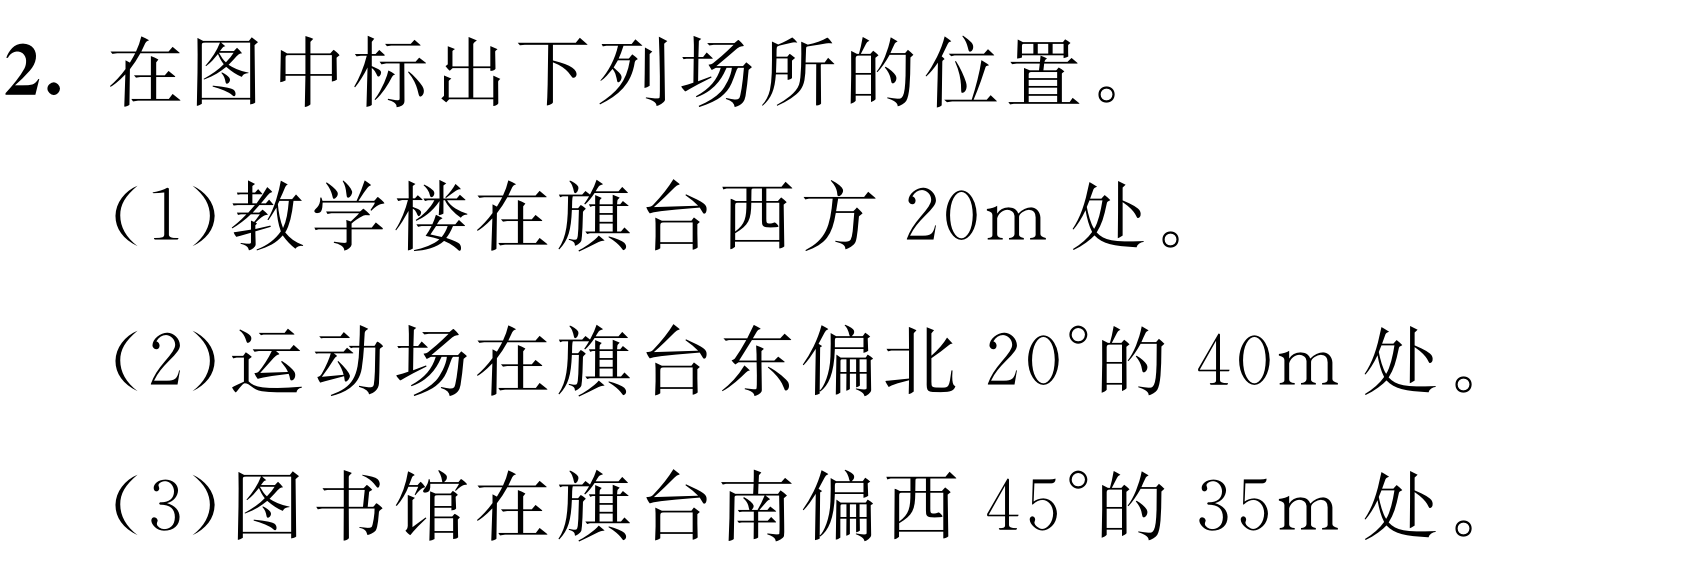 2. 在图中标出下列场所的位置。
(1)教学楼在旗台西方 20m 处。
(2)运动场在旗台东偏北 20°的 40m 处。
(3)图书馆在旗台南偏西 45°的 35m 处。